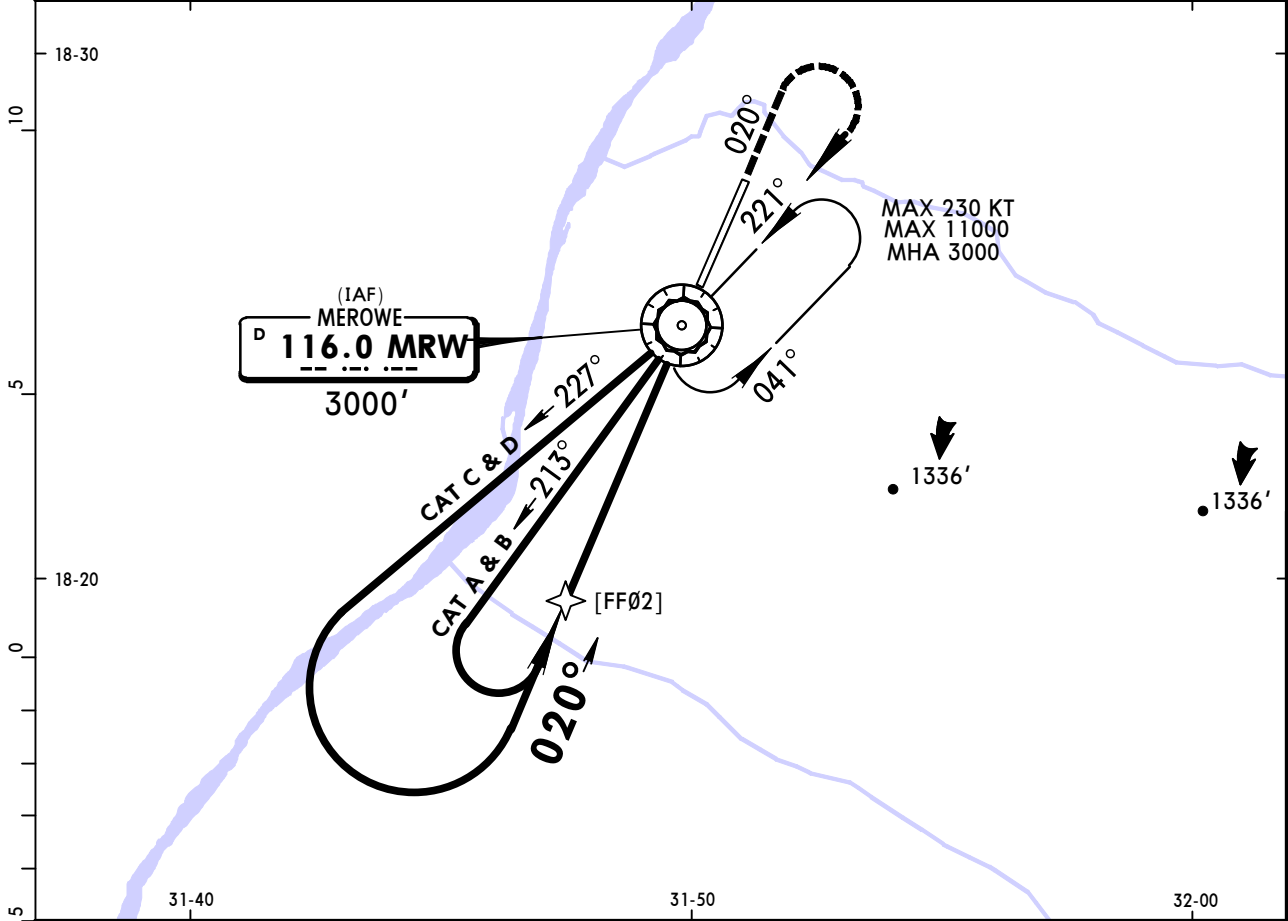 18-30
10
020°
221°
MAX 230 KT
MAX 11000
MHA 3000
(IAF)
MEROWE
D 116.0 MRW
3000'
041°
227°
5
CAT C & D
213°
1336'
1336'
CAT A & B
18-20
[FFØ2]
0
020°
31-40
31-50
32-00
5